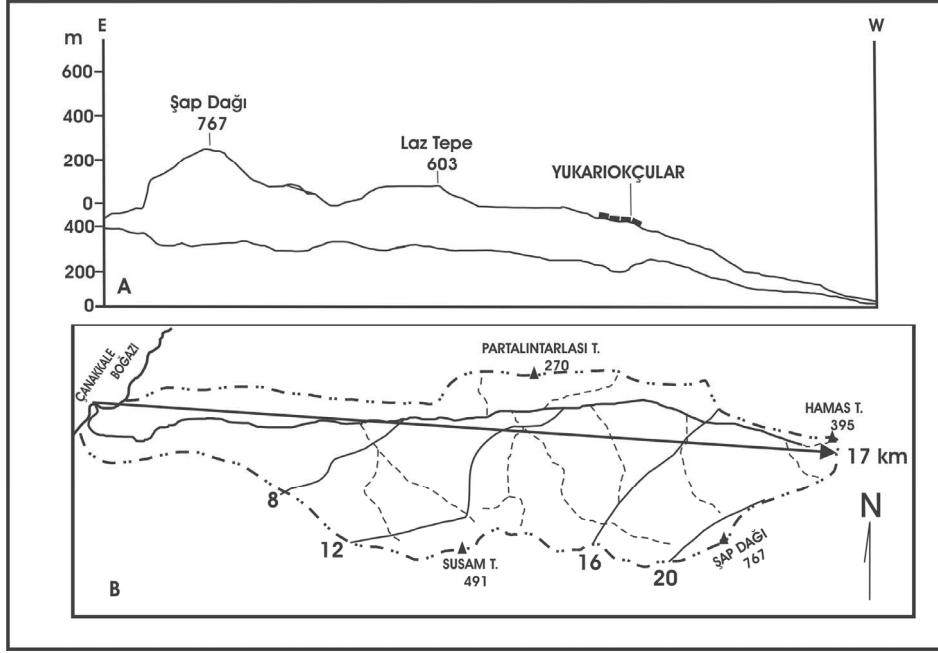 E
W
m
600
400
200
0
400
200
0
Şap Dağı
767
Laz Tepe
603
YUKARIOKÇULAR
A
ÇANAKKALE
BOĞAZI
PARTALINTARLASI T.
270
HAMAS T.
395
17 km
N
8
12
SUSAM T.
491
16
20
ŞAP DAĞI
767
B